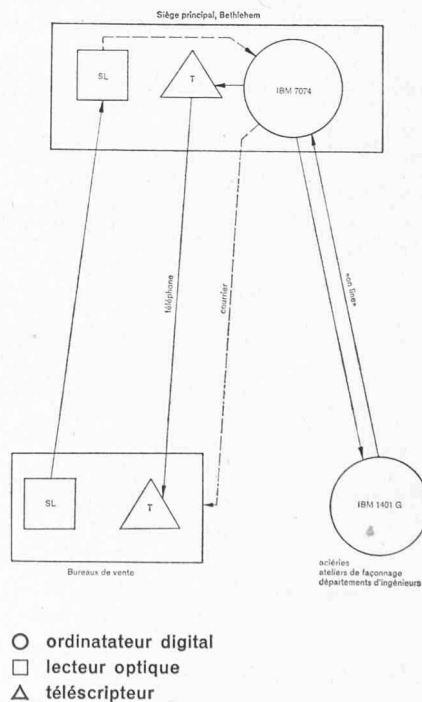 Siège principal, Bethlehem
SL
T
IBM 7074
téléphone
courrier
«on line»
SL
T
IBM 1401 G
Bureaux de vente
aciéries
ateliers de façonnage
départements d'ingénieurs
ordinatateur digital
lecteur optique
téléscripteur